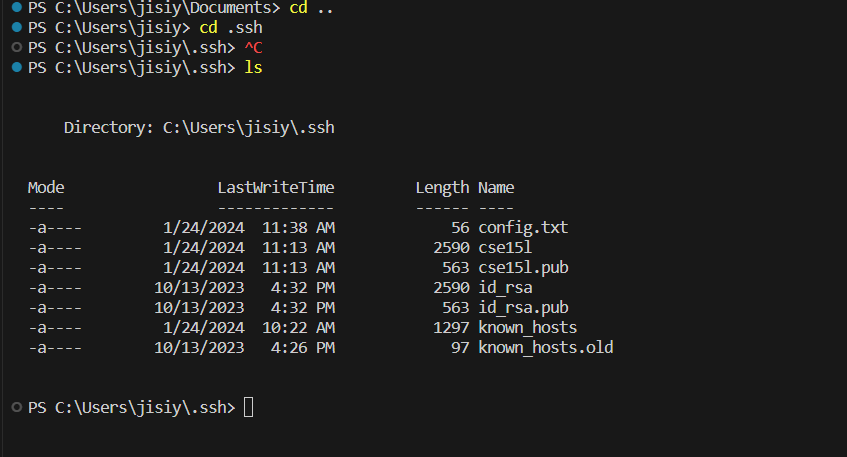 PS C:\Users\jisiy\Documents> cd ..
PS C:\Users\jisiy> cd .ssh
PS C:\Users\jisiy\.ssh> ^C
PS C:\Users\jisiy\.ssh> ls
Directory: C:\Users\jisiy\.ssh
Mode LastWriteTime Length Name
---- ------------- ------ ----
-a---- 1/24/2024 11:38 AM 56 config.txt
-a---- 1/24/2024 11:13 AM 2590 cse15l
-a---- 1/24/2024 11:13 AM 563 cse15l.pub
-a---- 10/13/2023 4:32 PM 2590 id_rsa
-a---- 10/13/2023 4:32 PM 563 id_rsa.pub
-a---- 1/24/2024 10:22 AM 1297 known_hosts
-a---- 10/13/2023 4:26 PM 97 known_hosts.old
PS C:\Users\jisiy\.ssh>